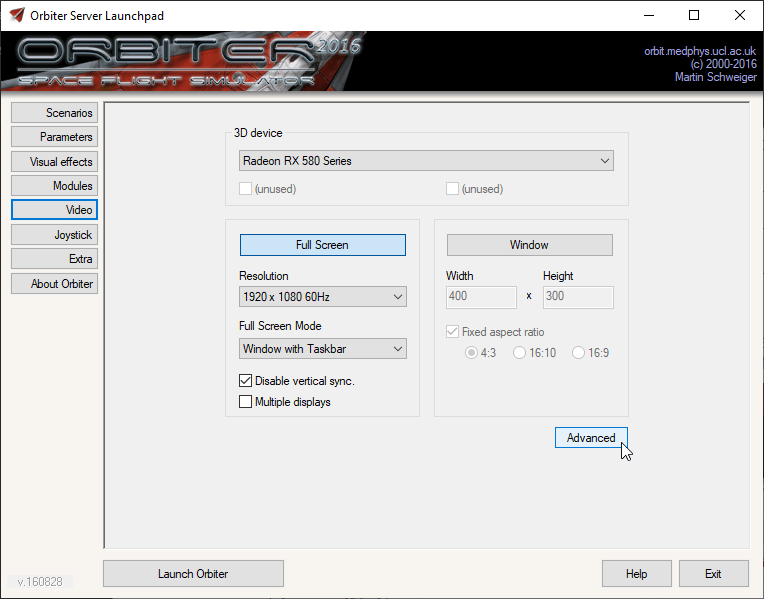 Orbiter Server Launchpad
ORBITER 2016
SPACE FLIGHT SIMULATOR
orbit.medphys.ucl.ac.uk
(c) 2000-2016
Martin Schweiger
Scenarios
Parameters
Visual effects
Modules
Video
Joystick
Extra
About Orbiter
3D device
Radeon RX 580 Series
(unused) (unused)
Full Screen
Resolution
1920 x 1080 60Hz
Full Screen Mode
Window with Taskbar
Disable vertical sync.
Multiple displays
Window
Width Height
400 x 300
Fixed aspect ratio
4:3 16:10 16:9
Advanced
v.160828
Launch Orbiter
Help
Exit